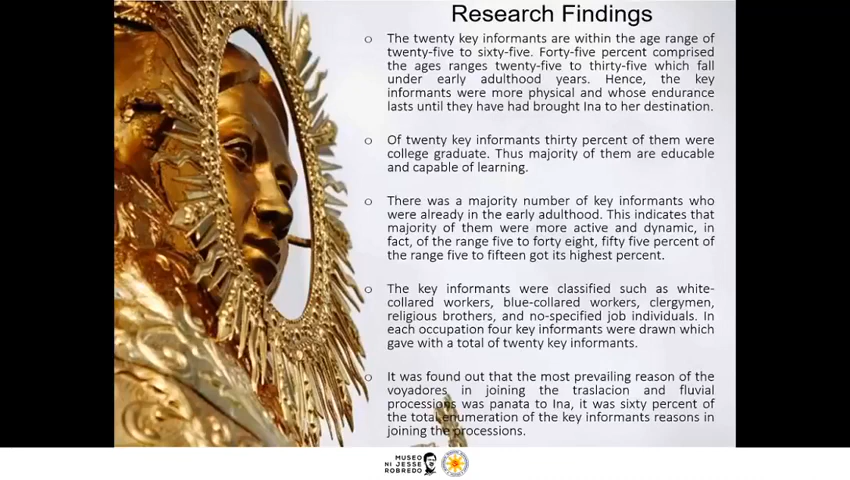 Research Findings
o The twenty key informants are within the age range of
twenty-five to sixty-five. Forty-five percent comprised
the ages ranges twenty-five to thirty-five which fall
under early adulthood years. Hence, the key
informants were more physical and whose endurance
lasts until they have had brought Ina to her destination.
o Of twenty key informants thirty percent of them were
college graduate. Thus majority of them are educable
and capable of learning.
o There was a majority number of key informants who
were already in the early adulthood. This indicates that
majority of them were more active and dynamic, in
fact, of the range five to forty eight, fifty five percent of
the range five to fifteen got its highest percent.
o The key informants were classified such as white-
collared workers, blue-collared workers, clergymen,
religious brothers, and no-specified job individuals. In
each occupation four key informants were drawn which
gave with a total of twenty key informants.
o It was found out that the most prevailing reason of the
voyadores in joining the traslacion and fluvial
processions was panata to Ina, it was sixty percent of
the total enumeration of the key informants reasons in
joining the processions.
MUSEO
NI JESSE
ROBREDO